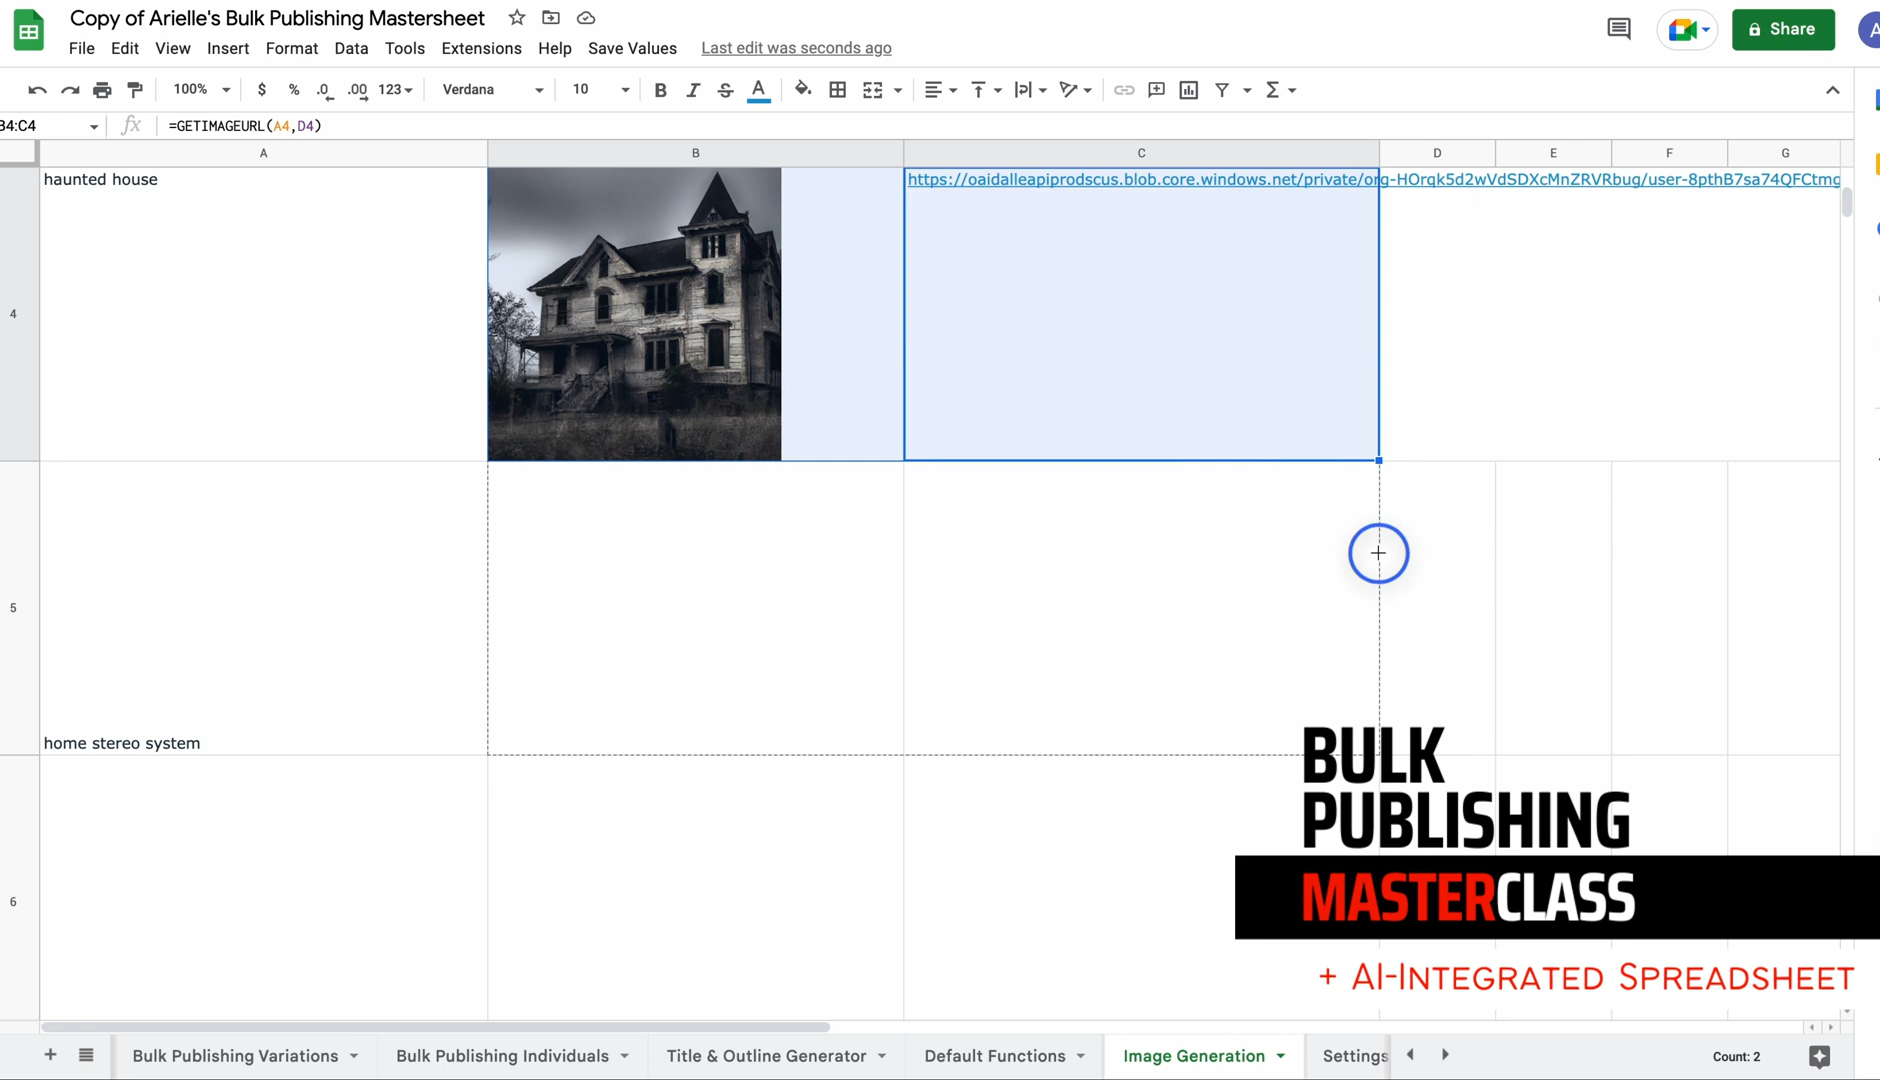 Copy of Arielle's Bulk Publishing Mastersheet
File Edit View Insert Format Data Tools Extensions Help Save Values Last edit was seconds ago
Share
A
100% $ % .0 .00 123 Verdana 10 B I S A
B4:C4 fx =GETIMAGEURL(A4,D4)
A B C D E F G
4 haunted house https://oaidalleapiprodscus.blob.core.windows.net/private/org-HOrqk5d2wVdSDXcMnZRVRbug/user-8pthB7sa74QFCtmg
5 home stereo system
6
BULK
PUBLISHING
MASTERCLASS
+ AI-INTEGRATED SPREADSHEET
Bulk Publishing Variations Bulk Publishing Individuals Title & Outline Generator Default Functions Image Generation Settings Count: 2